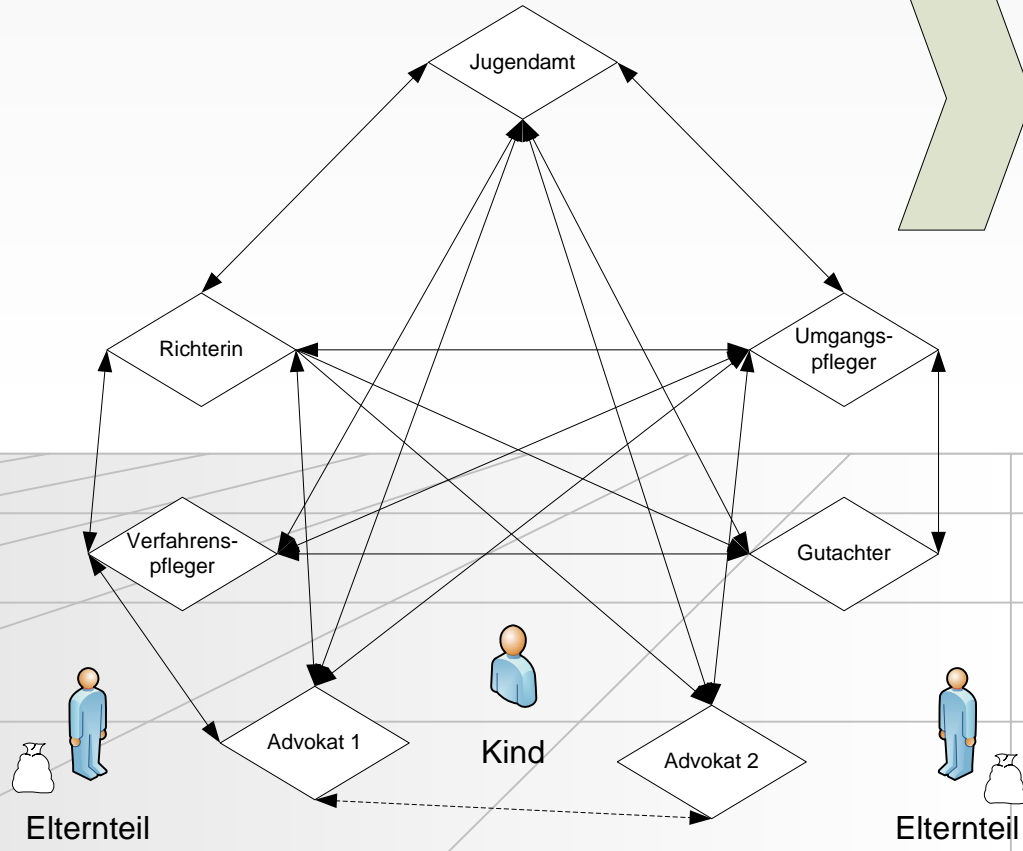 Jugendamt
Richterin
Umgangs-
pfleger
Verfahrens-
pfleger
Gutachter
Advokat 1
Kind
Advokat 2
Elternteil
Elternteil